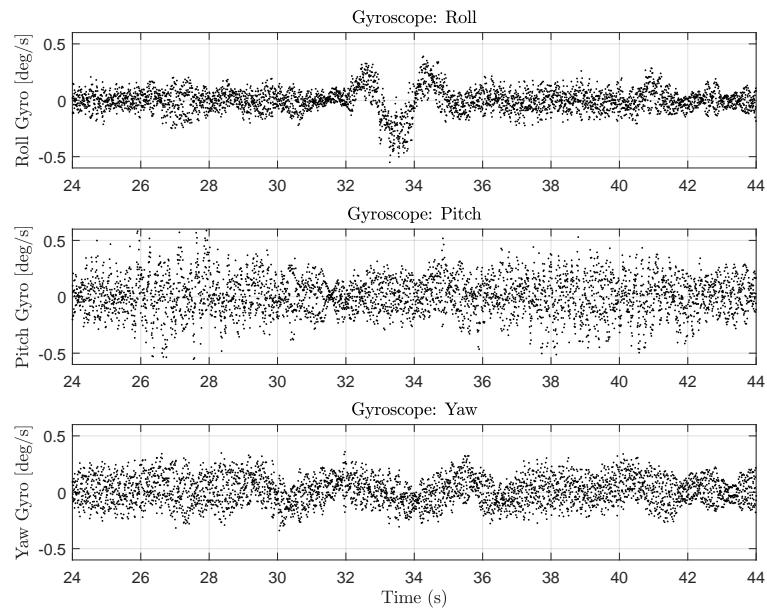 Gyroscope: Roll
Roll Gyro [deg/s]
0.5
0
-0.5
24 26 28 30 32 34 36 38 40 42 44
Gyroscope: Pitch
Pitch Gyro [deg/s]
0.5
0
-0.5
24 26 28 30 32 34 36 38 40 42 44
Gyroscope: Yaw
Yaw Gyro [deg/s]
0.5
0
-0.5
24 26 28 30 32 34 36 38 40 42 44
Time (s)